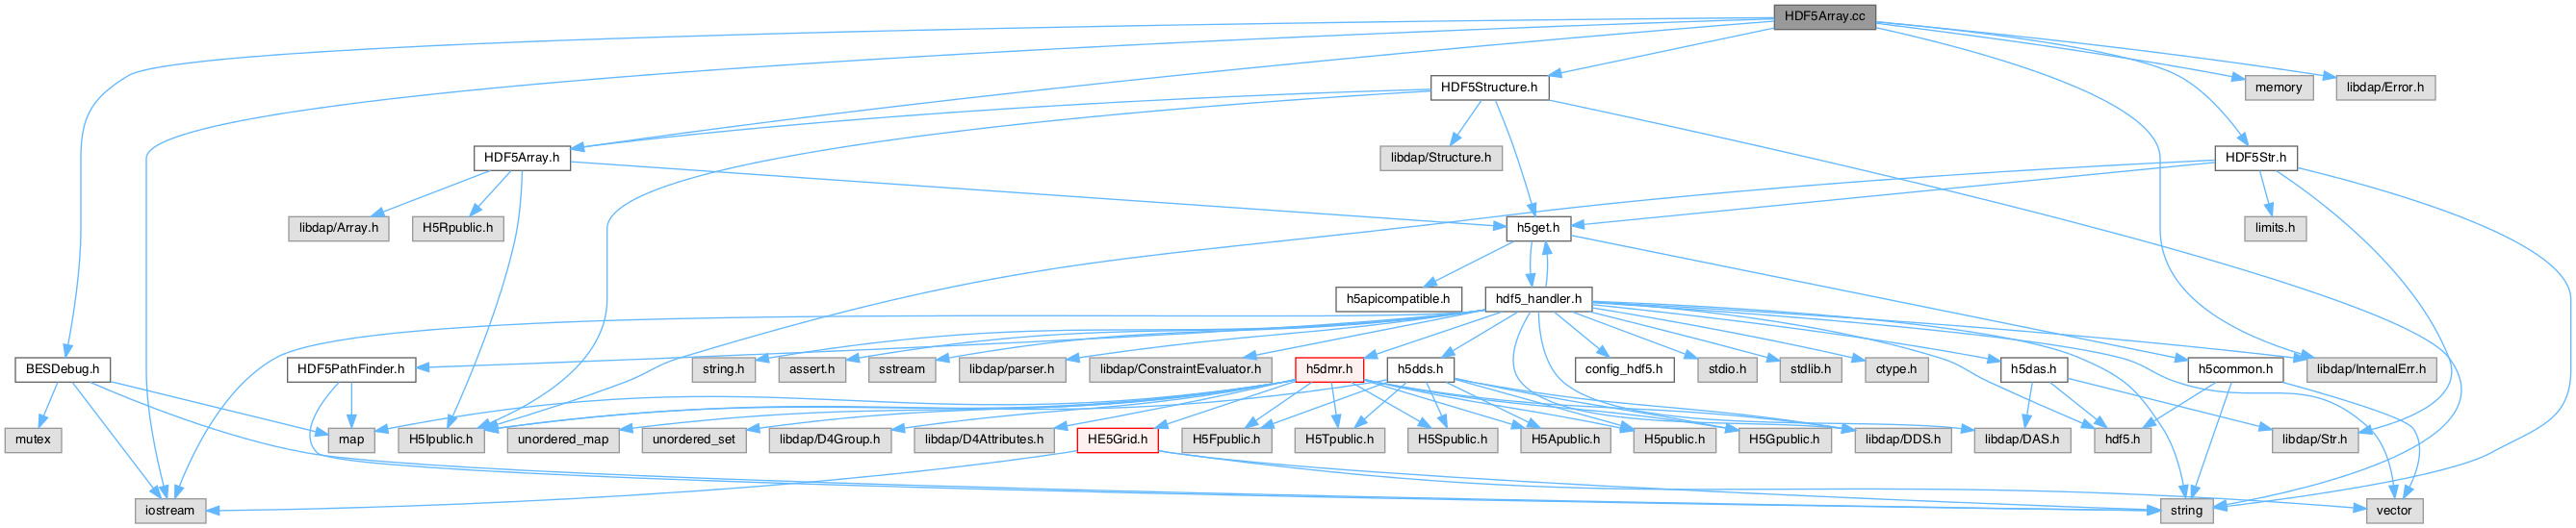 HDF5Array.cc
HDF5Structure.h
memory
libdap/Error.h
HDF5Array.h
libdap/Structure.h
HDF5Str.h
libdap/Array.h
H5Rpublic.h
h5get.h
limits.h
h5apicompatible.h
hdf5_handler.h
BESDebug.h
HDF5PathFinder.h
string.h
assert.h
sstream
libdap/parser.h
libdap/ConstraintEvaluator.h
h5dmr.h
h5dds.h
config_hdf5.h
stdio.h
stdlib.h
ctype.h
h5das.h
h5common.h
libdap/InternalErr.h
mutex
map
H5Ipublic.h
unordered_map
unordered_set
libdap/D4Group.h
libdap/D4Attributes.h
HE5Grid.h
H5Fpublic.h
H5Tpublic.h
H5Spublic.h
H5Apublic.h
H5public.h
H5Gpublic.h
libdap/DDS.h
libdap/DAS.h
hdf5.h
libdap/Str.h
iostream
string
vector